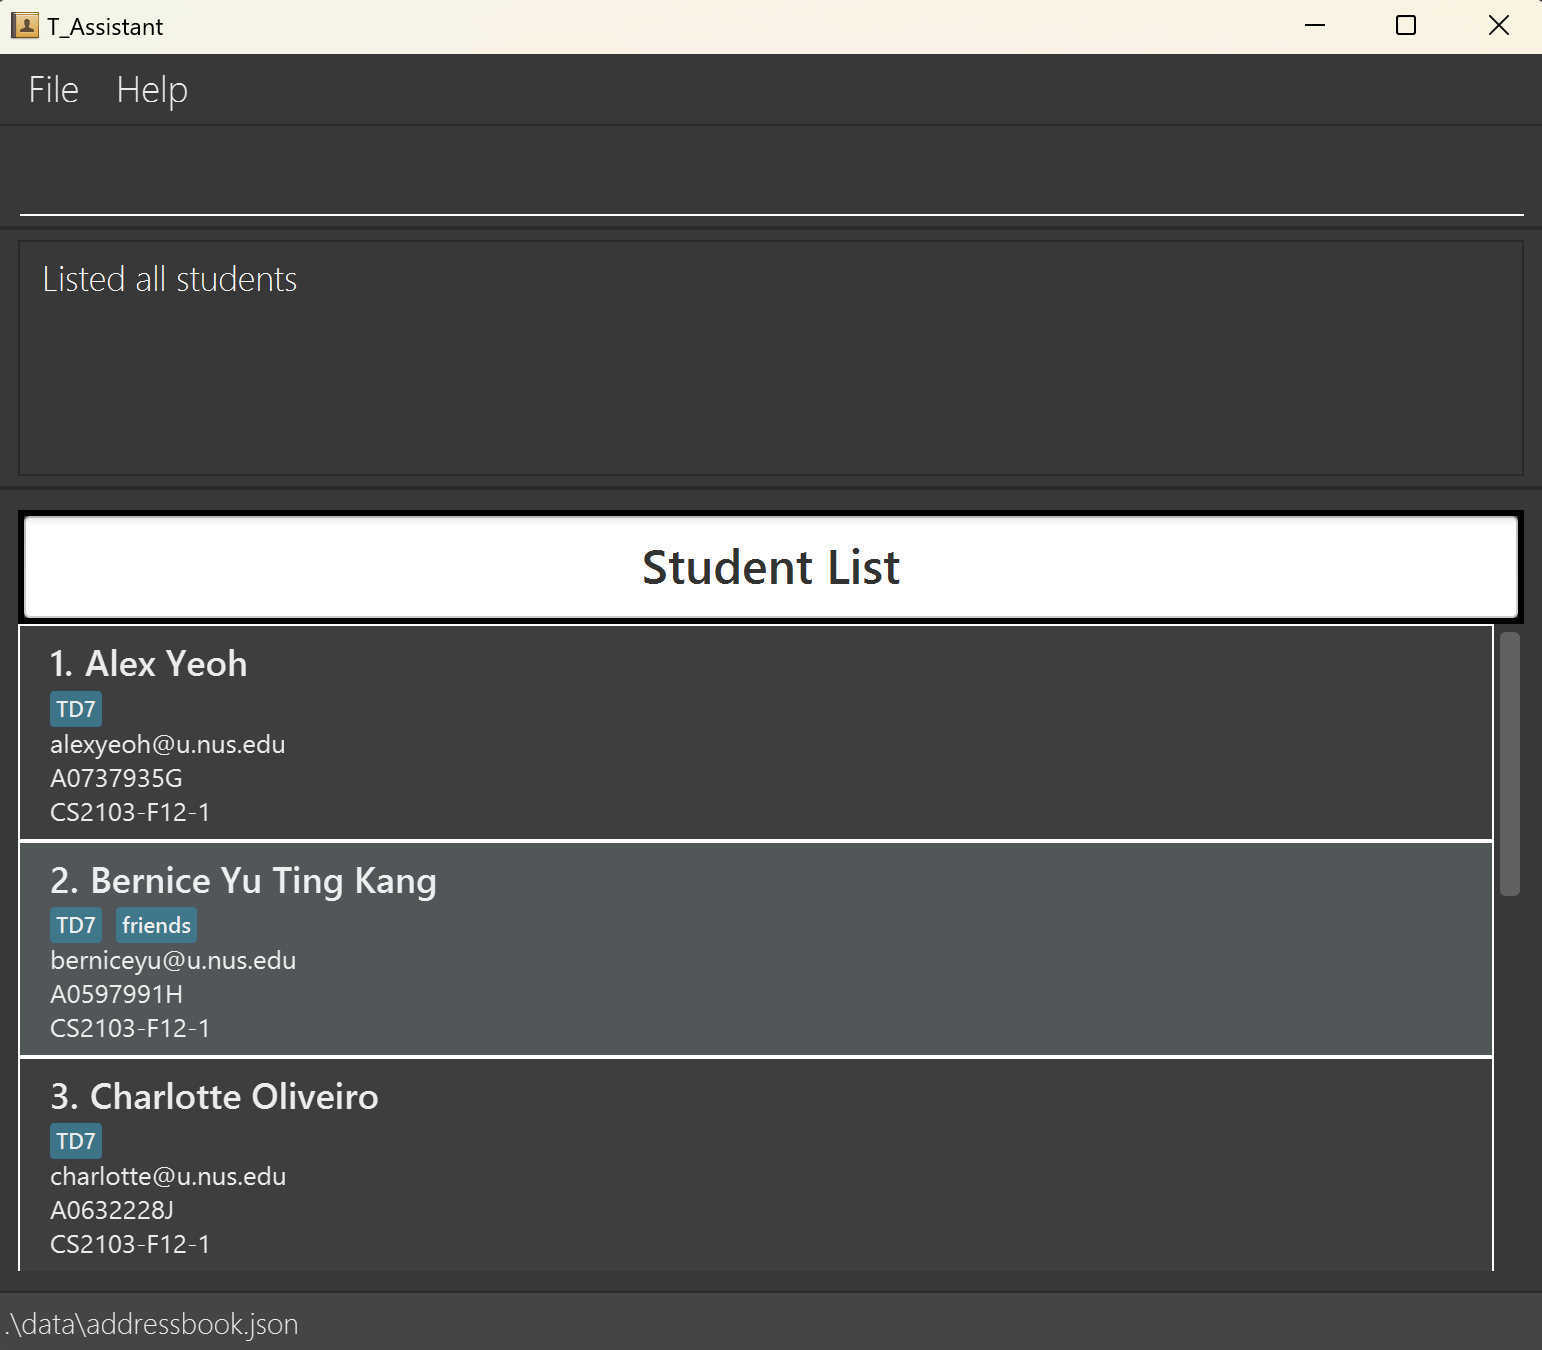 T_Assistant
File Help
Listed all students
Student List
1. Alex Yeoh
TD7
alexyeoh@u.nus.edu
A0737935G
CS2103-F12-1
2. Bernice Yu Ting Kang
TD7 friends
berniceyu@u.nus.edu
A0597991H
CS2103-F12-1
3. Charlotte Oliveiro
TD7
charlotte@u.nus.edu
A0632228J
CS2103-F12-1
.\data\addressbook.json